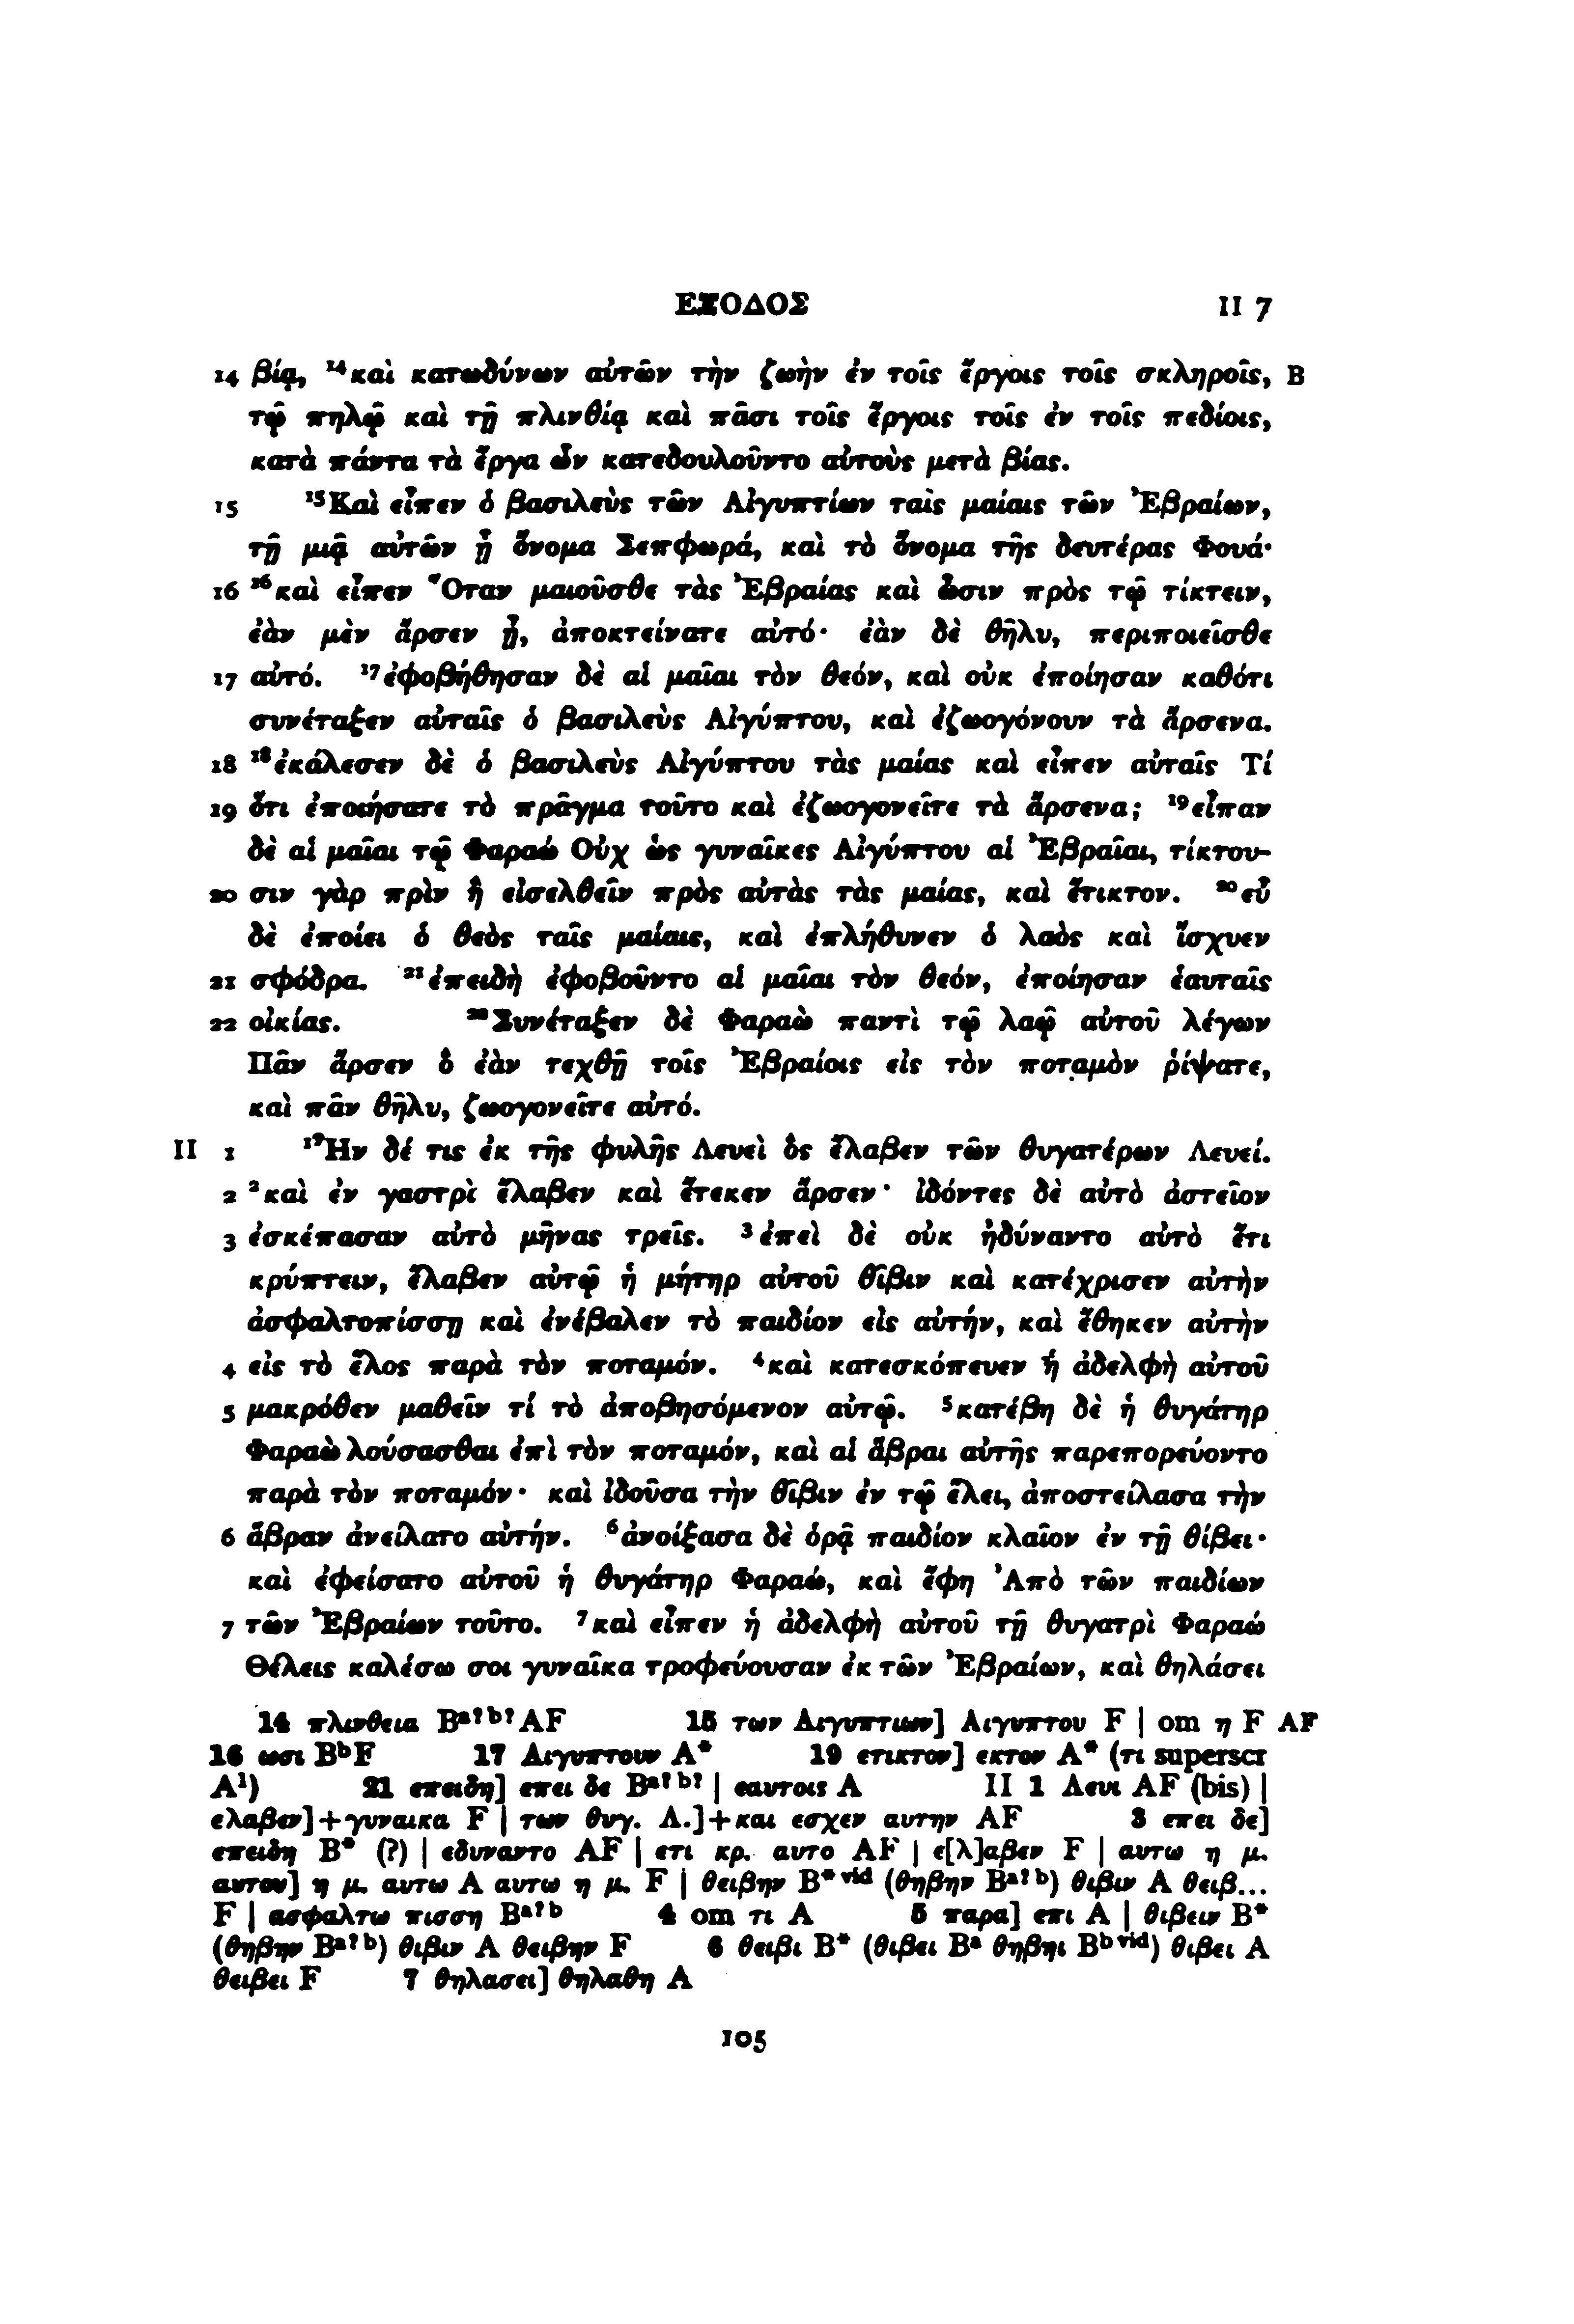 ΕΞΟΔΟΣ II 7
14 βίᾳ, ¹⁴καὶ κατωδύνων αὐτῶν τὴν ζωὴν ἐν τοῖς ἔργοις τοῖς σκληροῖς, B
τῷ πηλῷ καὶ τῇ πλινθίᾳ καὶ πᾶσι τοῖς ἔργοις τοῖς ἐν τοῖς πεδίοις,
κατὰ πάντα τὰ ἔργα ὧν κατεδουλοῦντο αὐτοὺς μετὰ βίας.
15 ¹⁵Καὶ εἶπεν ὁ βασιλεὺς τῶν Αἰγυπτίων ταῖς μαίαις τῶν Ἐβραίων,
τῇ μιᾷ αὐτῶν ᾗ ὄνομα Σεπφωρά, καὶ τὸ ὄνομα τῆς δευτέρας Φουά·
16 ¹⁶καὶ εἶπεν Ὅταν μαιοῦσθε τὰς Ἐβραίας καὶ ὦσιν πρὸς τῷ τίκτειν,
ἐὰν μὲν ἄρσεν ᾖ, ἀποκτείνατε αὐτό· ἐὰν δὲ θῆλυ, περιποιεῖσθε
17 αὐτό. ¹⁷ἐφοβήθησαν δὲ αἱ μαῖαι τὸν θεόν, καὶ οὐκ ἐποίησαν καθότι
συνέταξεν αὐταῖς ὁ βασιλεὺς Αἰγύπτου, καὶ ἐζωογόνουν τὰ ἄρσενα.
18 ¹⁸ἐκάλεσεν δὲ ὁ βασιλεὺς Αἰγύπτου τὰς μαίας καὶ εἶπεν αὐταῖς Τί
19 ὅτι ἐποιήσατε τὸ πρᾶγμα τοῦτο καὶ ἐζωογονεῖτε τὰ ἄρσενα; ¹⁹εἶπαν
δὲ αἱ μαῖαι τῷ Φαραώ Οὐχ ὡς γυναῖκες Αἰγύπτου αἱ Ἐβραῖαι, τίκτου-
20 σιν γὰρ πρὶν ἢ εἰσελθεῖν πρὸς αὐτὰς τὰς μαίας, καὶ ἔτικτον. ²⁰εὖ
δὲ ἐποίει ὁ θεὸς ταῖς μαίαις, καὶ ἐπλήθυνεν ὁ λαὸς καὶ ἴσχυεν
21 σφόδρα. ²¹ἐπειδὴ ἐφοβοῦντο αἱ μαῖαι τὸν θεόν, ἐποίησαν ἑαυταῖς
22 οἰκίας. ²²Συνέταξεν δὲ Φαραὼ παντὶ τῷ λαῷ αὐτοῦ λέγων
Πᾶν ἄρσεν ὃ ἐὰν τεχθῇ τοῖς Ἐβραίοις εἰς τὸν ποταμὸν ῥίψατε,
καὶ πᾶν θῆλυ, ζωογονεῖτε αὐτό.
II 1 ¹Ἦν δέ τις ἐκ τῆς φυλῆς Λευεὶ ὃς ἔλαβεν τῶν θυγατέρων Λευεί.
2 ²καὶ ἐν γαστρὶ ἔλαβεν καὶ ἔτεκεν ἄρσεν· ἰδόντες δὲ αὐτὸ ἀστεῖον
3 ἐσκέπασαν αὐτὸ μῆνας τρεῖς. ³ἐπεὶ δὲ οὐκ ἠδύναντο αὐτὸ ἔτι
κρύπτειν, ἔλαβεν αὐτῷ ἡ μήτηρ αὐτοῦ θῖβιν καὶ κατέχρισεν αὐτὴν
ἀσφαλτοπίσσῃ καὶ ἐνέβαλεν τὸ παιδίον εἰς αὐτήν, καὶ ἔθηκεν αὐτὴν
4 εἰς τὸ ἕλος παρὰ τὸν ποταμόν. ⁴καὶ κατεσκόπευεν ἡ ἀδελφὴ αὐτοῦ
5 μακρόθεν μαθεῖν τί τὸ ἀποβησόμενον αὐτῷ. ⁵κατέβη δὲ ἡ θυγάτηρ
Φαραὼ λούσασθαι ἐπὶ τὸν ποταμόν, καὶ αἱ ἅβραι αὐτῆς παρεπορεύοντο
παρὰ τὸν ποταμόν· καὶ ἰδοῦσα τὴν θῖβιν ἐν τῷ ἕλει, ἀποστείλασα τὴν
6 ἅβραν ἀνείλατο αὐτήν. ⁶ἀνοίξασα δὲ ὁρᾷ παιδίον κλαῖον ἐν τῇ θίβει·
καὶ ἐφείσατο αὐτοῦ ἡ θυγάτηρ Φαραώ, καὶ ἔφη Ἀπὸ τῶν παιδίων
7 τῶν Ἐβραίων τοῦτο. ⁷καὶ εἶπεν ἡ ἀδελφὴ αὐτοῦ τῇ θυγατρὶ Φαραώ
Θέλεις καλέσω σοι γυναῖκα τροφεύουσαν ἐκ τῶν Ἐβραίων, καὶ θηλάσει
14 πλινθεια Bᵃ?ᵇ?AF 15 των Αιγυπτιων] Αιγυπτου F | om η F AF
16 ωσι BᵇF 17 Αιγυπτουν A* 19 ετικτον] εκτον A* (τι superscr
A¹) 21 επειδη] επει δε Bᵃ?ᵇ? | εαυτοις A II 1 Λευι AF (bis) |
ελαβεν]+γυναικα F | των θυγ. Λ.]+και εσχεν αυτην AF 3 επει δε]
επειδη B* (?) | εδυναντο AF | ετι κρ. αυτο AF | ε[λ]αβεν F | αυτω η μ.
αυτου] η μ. αυτω A αυτω η μ. F | θειβην B*ᵛⁱᵈ (θηβην Bᵃ?ᵇ) θιβιν A θειβ...
F | ασφαλτω πισση Bᵃ?ᵇ 4 om τι A 5 παρα] επι A | θιβειν B*
(θηβην Bᵃ?ᵇ) θιβιν A θειβην F 6 θειβι B* (θιβει Bᵃ θηβηι Bᵇᵛⁱᵈ) θιβει A
θειβει F 7 θηλασει] θηλαθη A
105